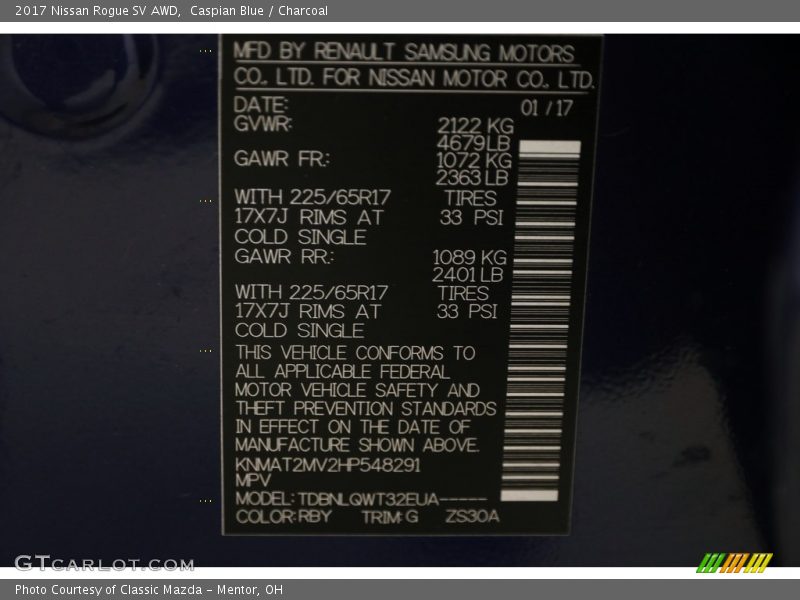 2017 Nissan Rogue SV AWD,  Caspian Blue / Charcoal
MFD BY RENAULT SAMSUNG MOTORS
CO., LTD. FOR NISSAN MOTOR CO., LTD.
DATE: 01 / 17
GVWR: 2122 KG
4679 LB
GAWR FR.: 1072 KG
2363 LB
WITH 225/65R17 TIRES
17X7J RIMS AT 33 PSI
COLD SINGLE
GAWR RR.: 1089 KG
2401 LB
WITH 225/65R17 TIRES
17X7J RIMS AT 33 PSI
COLD SINGLE
THIS VEHICLE CONFORMS TO
ALL APPLICABLE FEDERAL
MOTOR VEHICLE SAFETY AND
THEFT PREVENTION STANDARDS
IN EFFECT ON THE DATE OF
MANUFACTURE SHOWN ABOVE.
KNMAT2MV2HP548291
MPV
MODEL: TDBNLQWT32EUA-----
COLOR: RBY TRIM: G ZS30A
GTCARLOT.COM
Photo Courtesy of Classic Mazda - Mentor, OH